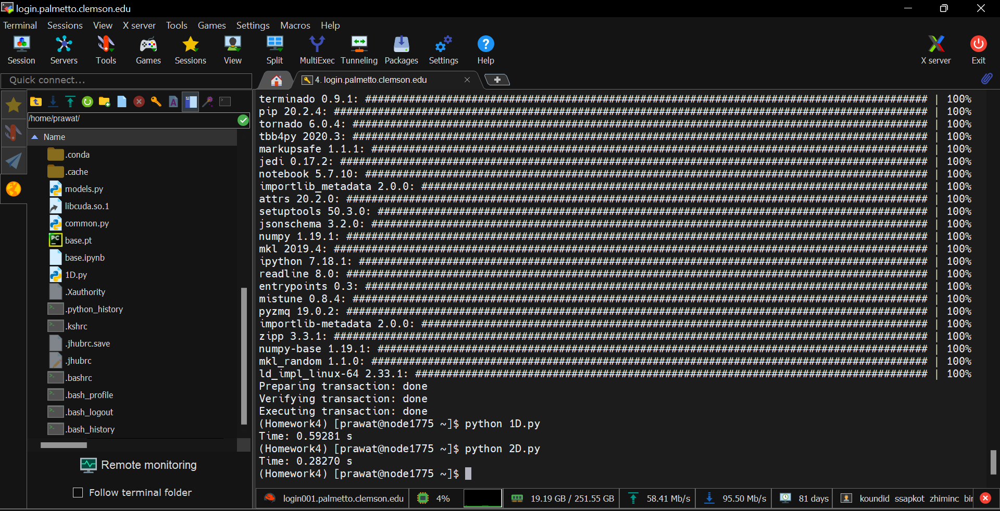 login.palmetto.clemson.edu
Terminal Sessions View X server Tools Games Settings Macros Help
Session Servers Tools Games Sessions View Split MultiExec Tunneling Packages Settings Help X server Exit
Quick connect...
4. login.palmetto.clemson.edu
/home/prawat/
Name
.conda
.cache
models.py
libcuda.so.1
common.py
base.pt
base.ipynb
1D.py
.Xauthority
.python_history
.kshrc
.jhubrc.save
.jhubrc
.bashrc
.bash_profile
.bash_logout
.bash_history
Remote monitoring
Follow terminal folder
terminado 0.9.1: ########################################################################################## | 100%
pip 20.2.4: ############################################################################################### | 100%
tornado 6.0.4: ############################################################################################ | 100%
tbb4py 2020.3: ############################################################################################ | 100%
markupsafe 1.1.1: ######################################################################################### | 100%
jedi 0.17.2: ############################################################################################## | 100%
notebook 5.7.10: ########################################################################################## | 100%
importlib_metadata 2.0.0: ################################################################################# | 100%
attrs 20.2.0: ############################################################################################# | 100%
setuptools 50.3.0: ######################################################################################## | 100%
jsonschema 3.2.0: ######################################################################################### | 100%
numpy 1.19.1: ############################################################################################# | 100%
mkl 2019.4: ############################################################################################### | 100%
ipython 7.18.1: ########################################################################################### | 100%
readline 8.0: ############################################################################################# | 100%
entrypoints 0.3: ########################################################################################## | 100%
mistune 0.8.4: ############################################################################################ | 100%
pyzmq 19.0.2: ############################################################################################# | 100%
importlib-metadata 2.0.0: ################################################################################# | 100%
zipp 3.3.1: ############################################################################################### | 100%
numpy-base 1.19.1: ######################################################################################## | 100%
mkl_random 1.1.0: ######################################################################################### | 100%
ld_impl_linux-64 2.33.1: ################################################################################## | 100%
Preparing transaction: done
Verifying transaction: done
Executing transaction: done
(Homework4) [prawat@node1775 ~]$ python 1D.py
Time: 0.59281 s
(Homework4) [prawat@node1775 ~]$ python 2D.py
Time: 0.28270 s
(Homework4) [prawat@node1775 ~]$
login001.palmetto.clemson.edu 4% 19.19 GB / 251.55 GB 58.41 Mb/s 95.50 Mb/s 81 days koundid ssapkot zhiminc